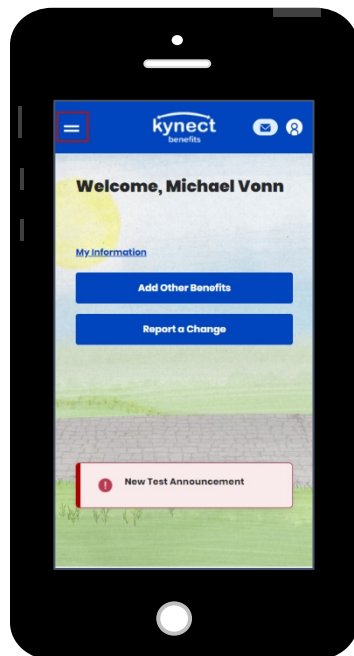 kynect
benefits
Welcome, Michael Vonn
My Information
Add Other Benefits
Report a Change
New Test Announcement